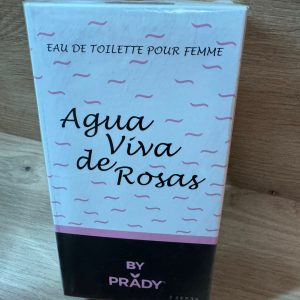 EAU DE TOILETTE POUR FEMME
Agua
Viva
de
Rosas
BY
PRADY